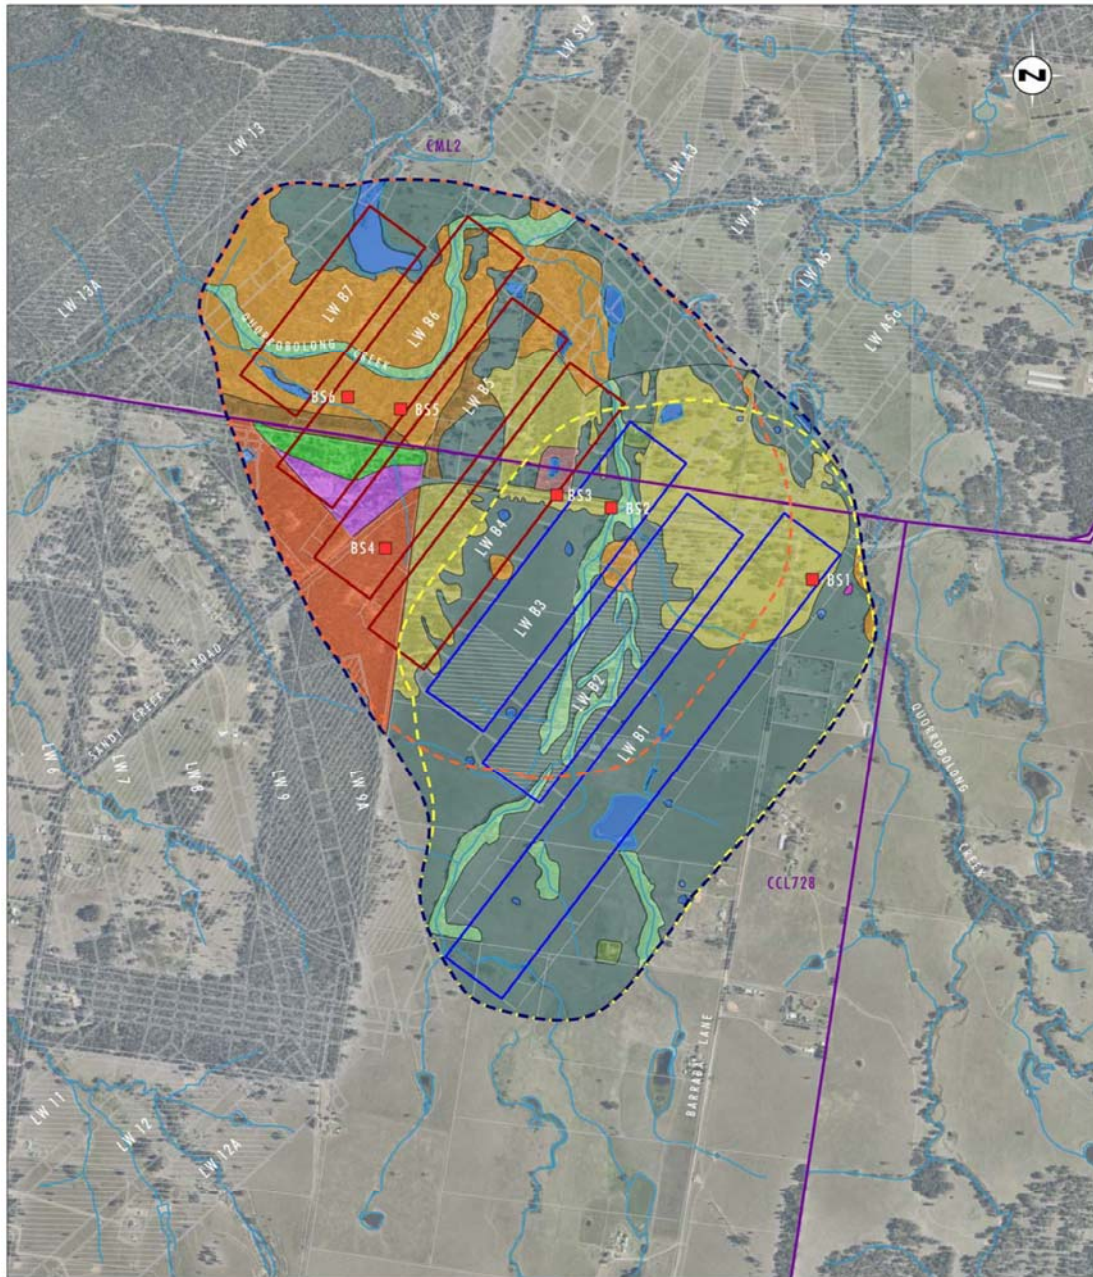 LW SL2
LW 13
CML2
LW A3
LW A4
LW A5
LW 13A
LW A5a
LW B7
LW B6
QUORROBOLONG
CREEK
BS6
BS5
LW B5
BS3
BS2
LW B4
BS4
BS1
LW B3
SANDY CREEK ROAD
LW B2
LW B1
LW 6
LW 7
LW 8
LW 9
LW 9A
QUORROBOLONG
CREEK
CCL728
BARRABA LANE
LW 11
LW 12
LW 12A
N